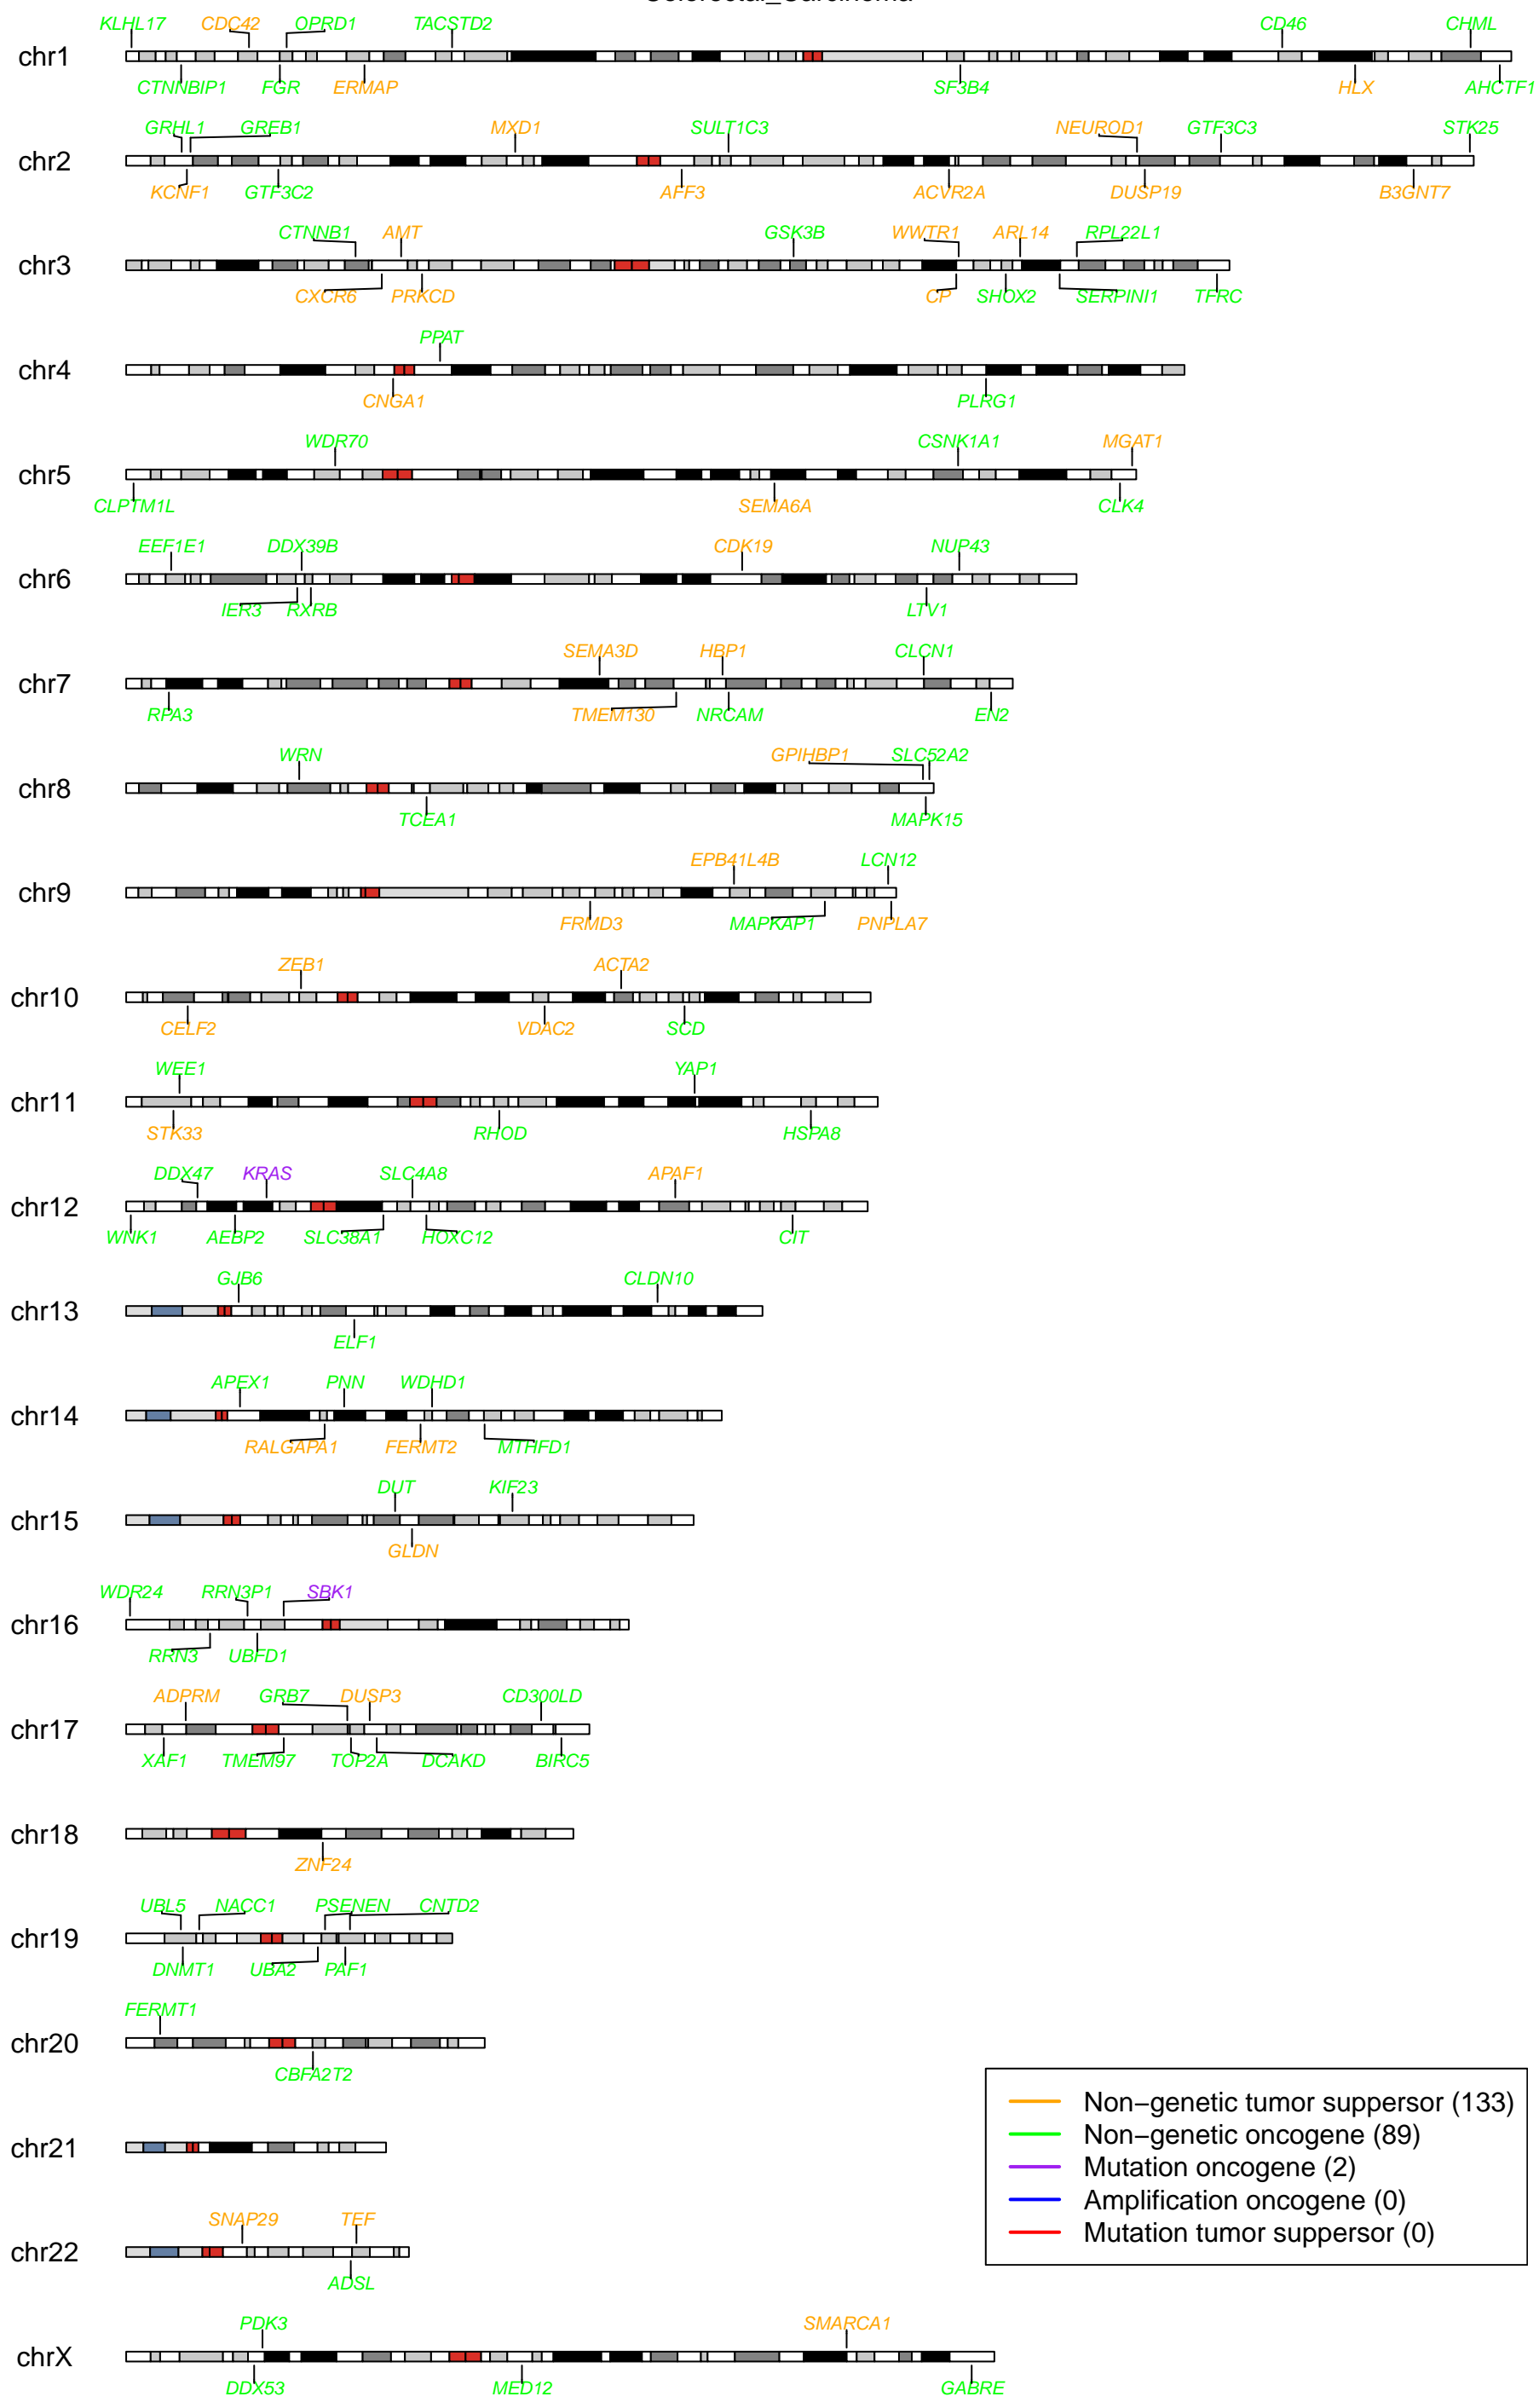 Colorectal_Carcinoma
KLHL17 CDC42 OPRD1 TACSTD2 CD46 CHML
chr1
CTNNBIP1 FGR ERMAP SF3B4 HLX AHCTF1
GRHL1 GREB1 MXD1 SULT1C3 NEUROD1 GTF3C3 STK25
chr2
KCNF1 GTF3C2 AFF3 ACVR2A DUSP19 B3GNT7
CTNNB1 AMT GSK3B WWTR1 ARL14 RPL22L1
chr3
CXCR6 PRKCD CP SHOX2 SERPINI1 TFRC
PPAT
chr4
CNGA1 PLRG1
WDR70 CSNK1A1 MGAT1
chr5
CLPTM1L SEMA6A CLK4
EEF1E1 DDX39B CDK19 NUP43
chr6
IER3 RXRB LTV1
SEMA3D HBP1 CLCN1
chr7
RPA3 TMEM130 NRCAM EN2
WRN GPIHBP1 SLC52A2
chr8
TCEA1 MAPK15
EPB41L4B LCN12
chr9
FRMD3 MAPKAP1 PNPLA7
ZEB1 ACTA2
chr10
CELF2 VDAC2 SCD
WEE1 YAP1
chr11
STK33 RHOD HSPA8
DDX47 KRAS SLC4A8 APAF1
chr12
WNK1 AEBP2 SLC38A1 HOXC12 CIT
GJB6 CLDN10
chr13
ELF1
APEX1 PNN WDHD1
chr14
RALGAPA1 FERMT2 MTHFD1
DUT KIF23
chr15
GLDN
WDR24 RRN3P1 SBK1
chr16
RRN3 UBFD1
ADPRM GRB7 DUSP3 CD300LD
chr17
XAF1 TMEM97 TOP2A DCAKD BIRC5
chr18
ZNF24
UBL5 NACC1 PSENEN CNTD2
chr19
DNMT1 UBA2 PAF1
FERMT1
chr20
CBFA2T2
Non−genetic tumor suppersor (133)
Non−genetic oncogene (89)
Mutation oncogene (2)
Amplification oncogene (0)
Mutation tumor suppersor (0)
chr21
SNAP29 TEF
chr22
ADSL
PDK3 SMARCA1
chrX
DDX53 MED12 GABRE